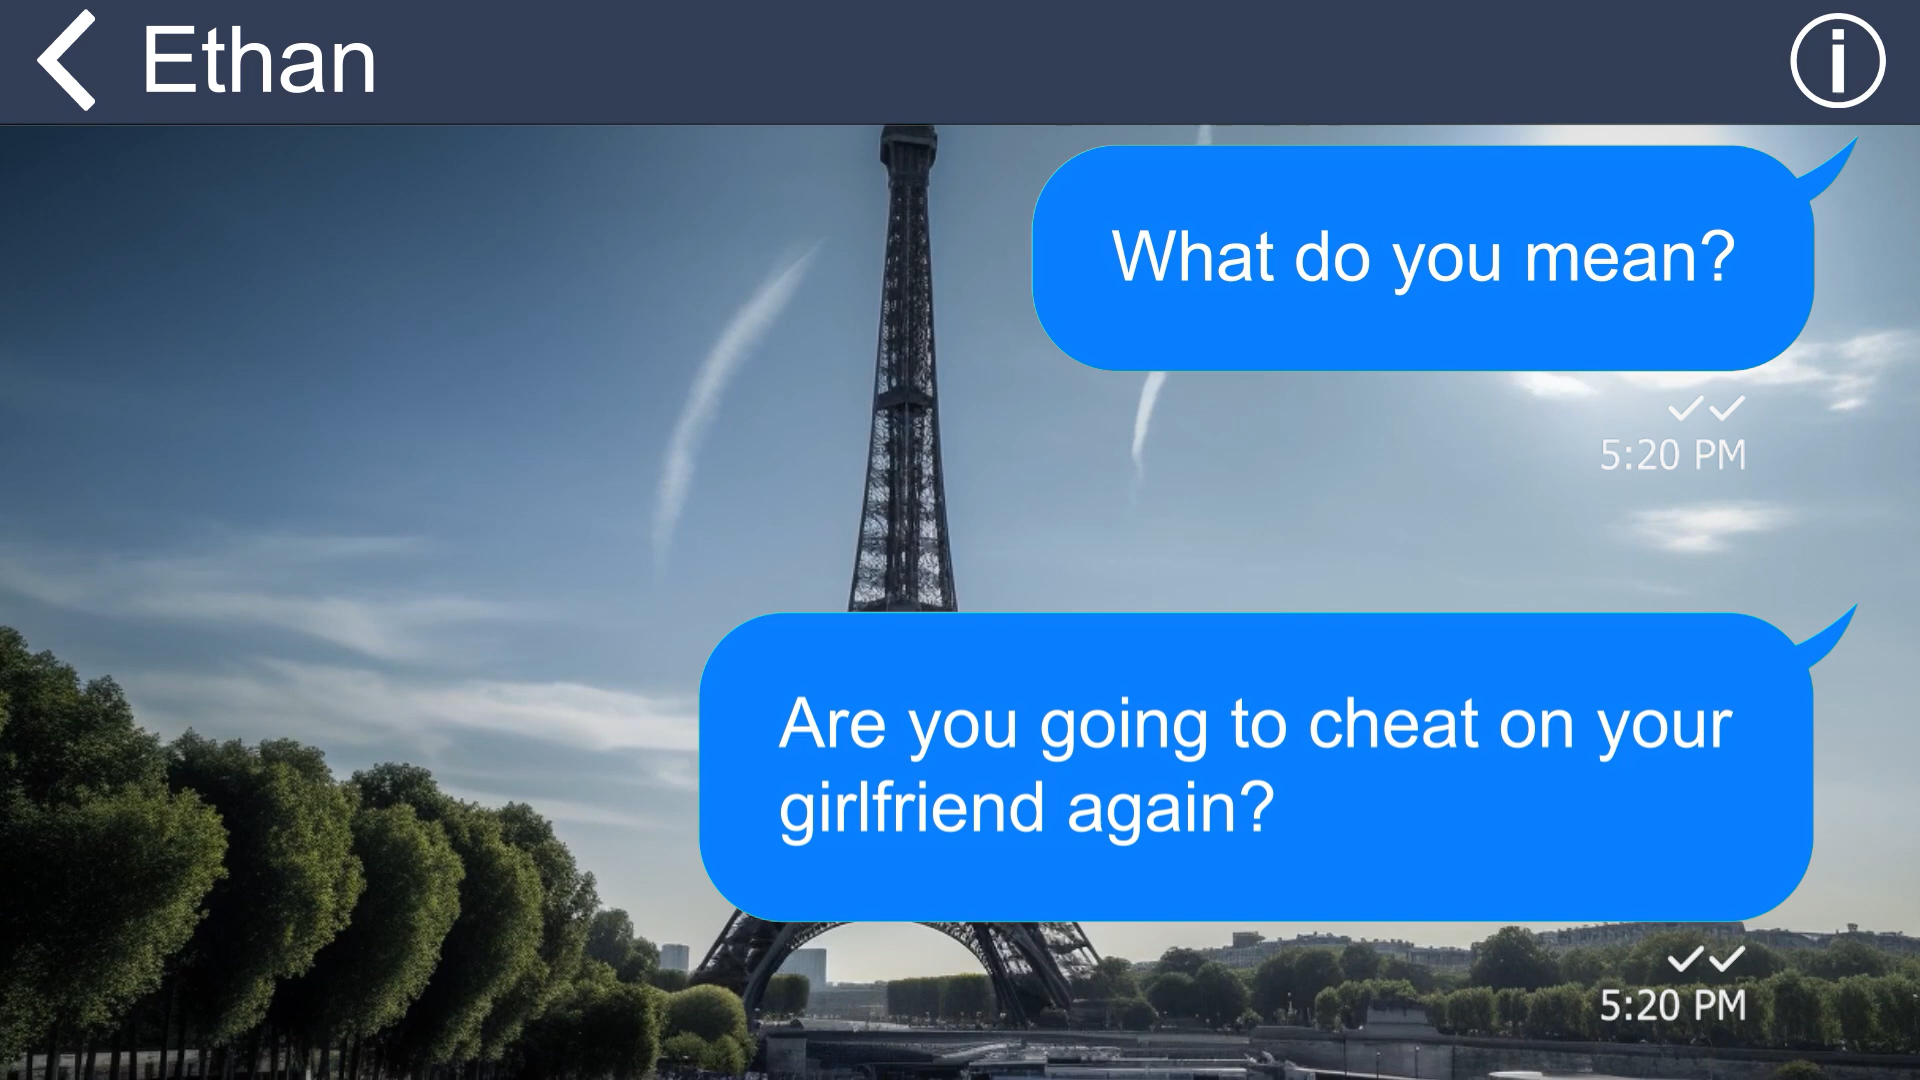 Ethan
What do you mean?
5:20 PM
Are you going to cheat on your
girlfriend again?
5:20 PM